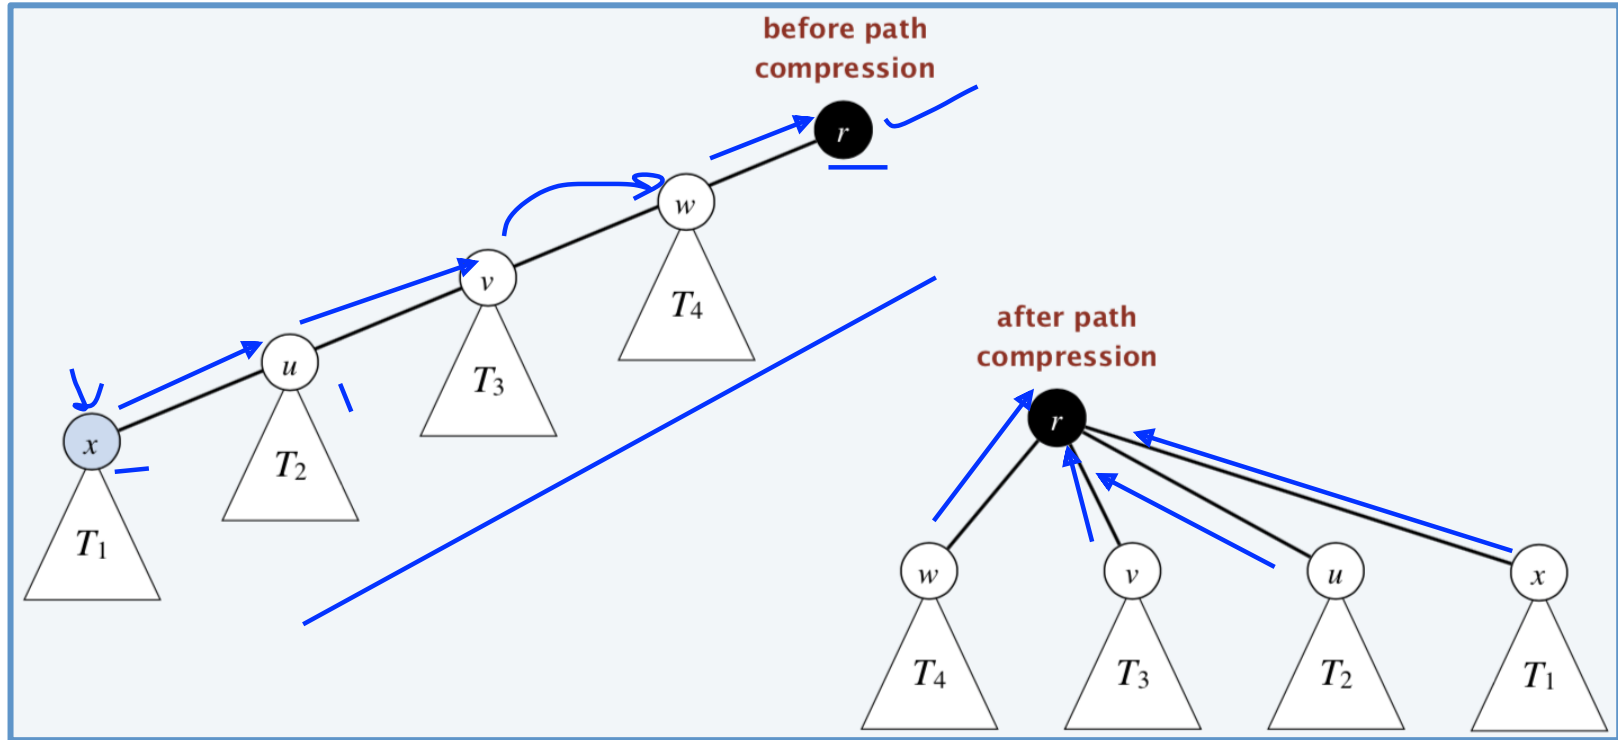 before path
compression
r
w
T4
v
T3
u
T2
x
T1
after path
compression
r
w
v
u
x
T4
T3
T2
T1